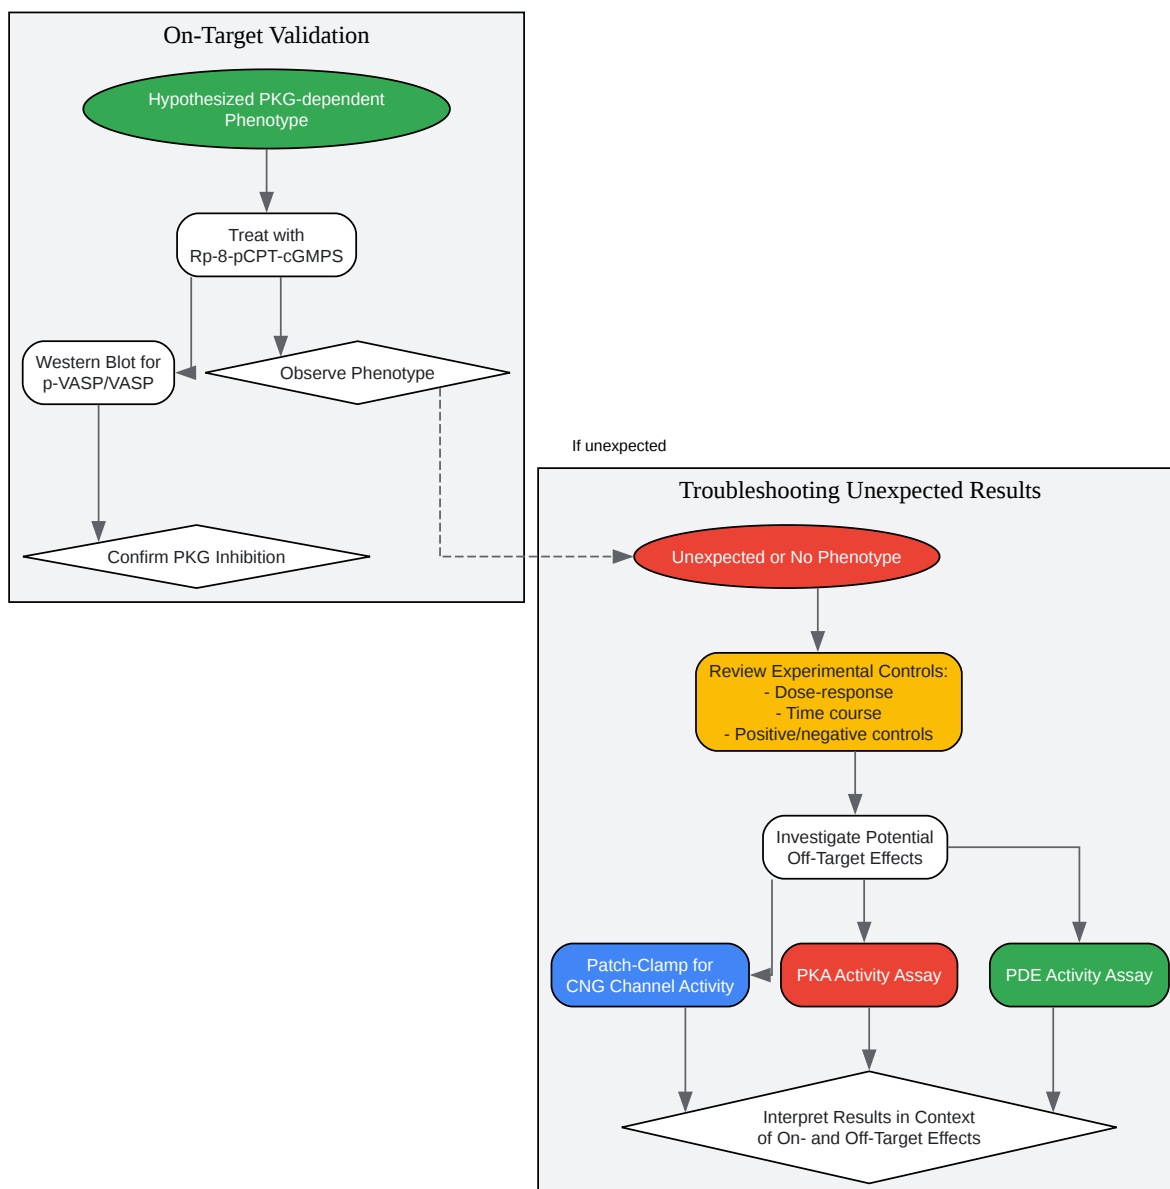 On-Target Validation
Hypothesized PKG-dependent
Phenotype
Treat with
Rp-8-pCPT-cGMPS
Western Blot for
p-VASP/VASP
Observe Phenotype
Confirm PKG Inhibition
If unexpected
Troubleshooting Unexpected Results
Unexpected or No Phenotype
Review Experimental Controls:
- Dose-response
- Time course
- Positive/negative controls
Investigate Potential
Off-Target Effects
Patch-Clamp for
CNG Channel Activity
PKA Activity Assay
PDE Activity Assay
Interpret Results in Context
of On- and Off-Target Effects